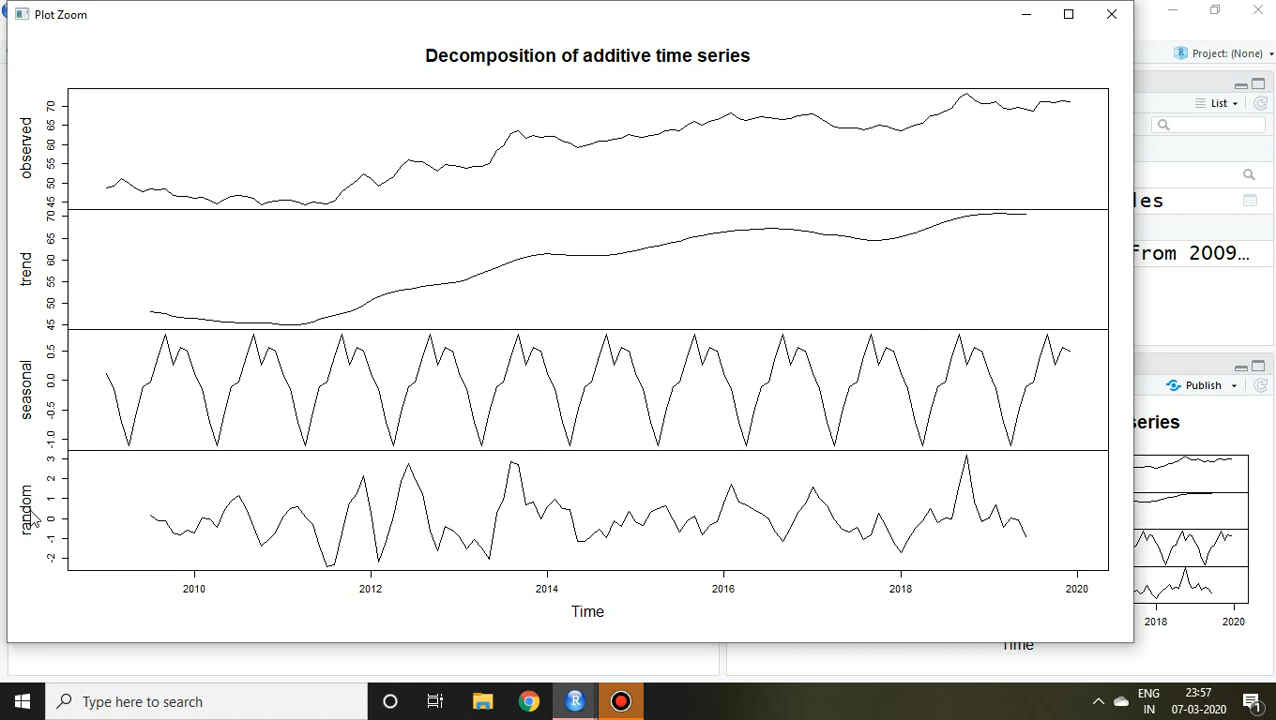 Plot Zoom
Project: (None)
Decomposition of additive time series
List
observed
70
65
60
55
50
45
les
trend
70
65
60
55
50
45
from 2009...
seasonal
0.5
0.0
-0.5
-1.0
Publish
eries
random
3
2
1
0
-1
-2
2010 2012 2014 2016 2018 2020
Time
2018 2020
Time
Type here to search
ENG
IN
23:57
07-03-2020
1